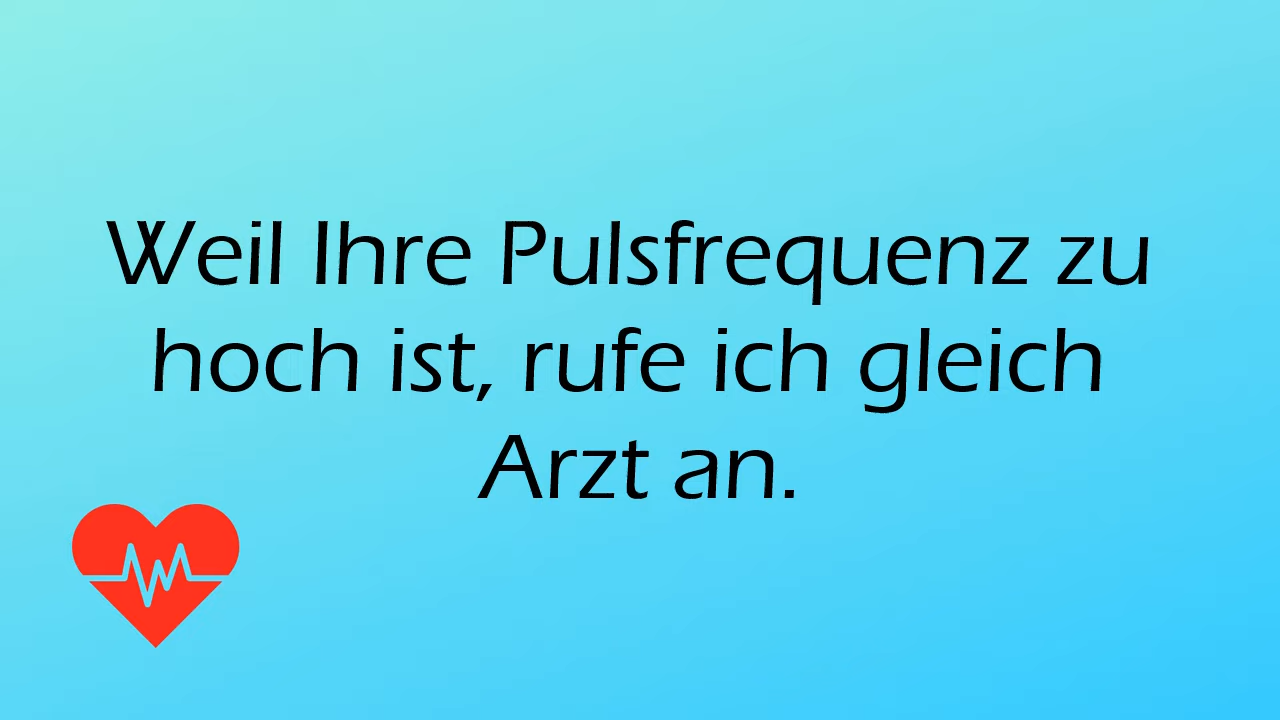 Weil Ihre Pulsfrequenz zu
hoch ist, rufe ich gleich
Arzt an.